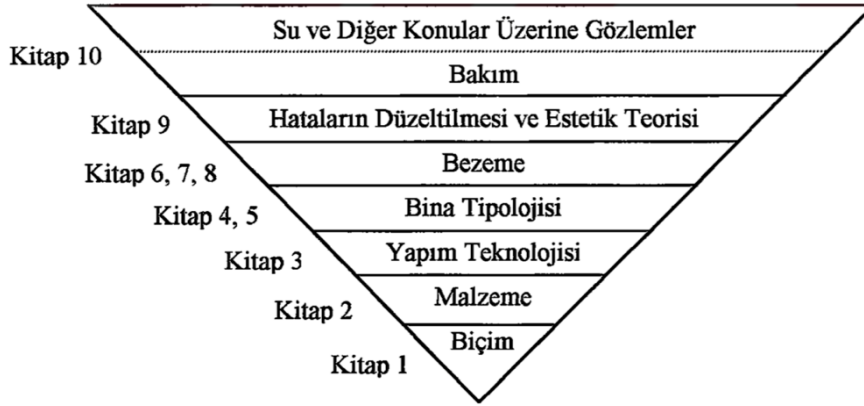 Su ve Diğer Konular Üzerine Gözlemler
Kitap 10
Bakım
Kitap 9
Hataların Düzeltilmesi ve Estetik Teorisi
Bezeme
Kitap 6, 7, 8
Bina Tipolojisi
Kitap 4, 5
Yapım Teknolojisi
Kitap 3
Malzeme
Kitap 2
Biçim
Kitap 1